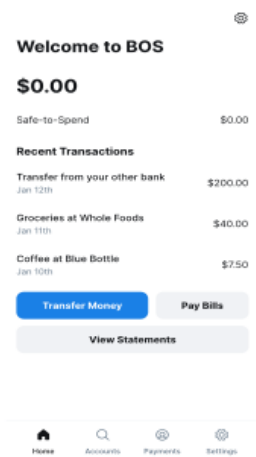 Welcome to BOS
$0.00
Safe-to-Spend $0.00
Recent Transactions
Transfer from your other bank
Jan 12th
$200.00
Groceries at Whole Foods
Jan 11th
$40.00
Coffee at Blue Bottle
Jan 10th
$7.50
Transfer Money Pay Bills
View Statements
Home Accounts Payments Settings